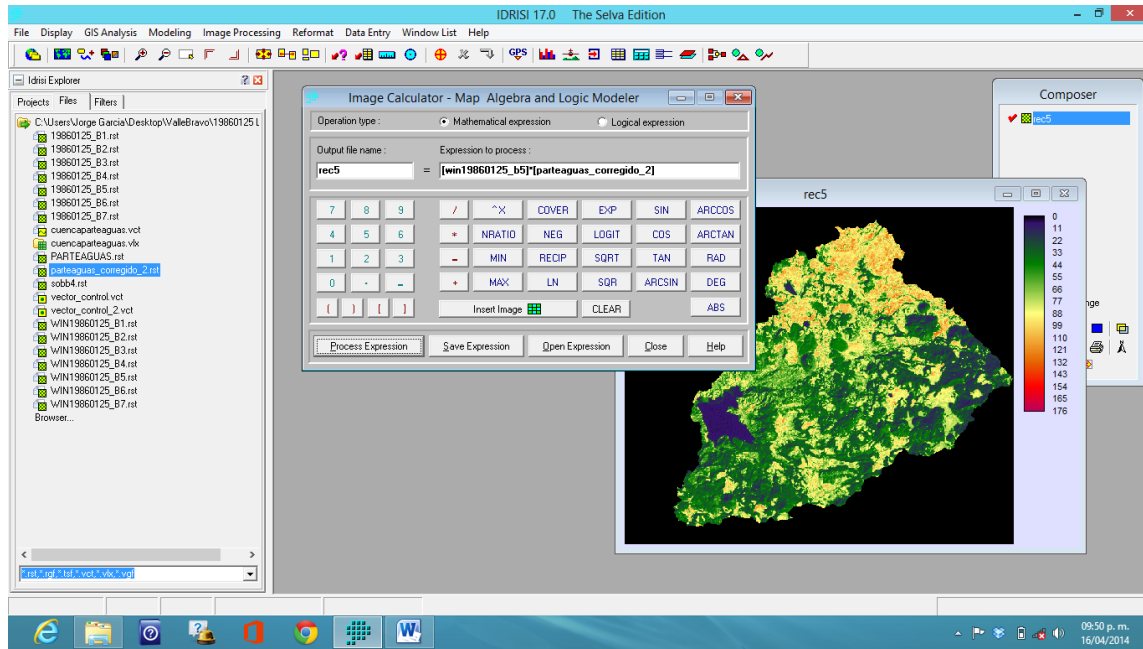 IDRISI 17.0 The Selva Edition
File Display GIS Analysis Modeling Image Processing Reformat Data Entry Window List Help
GPS
Idrisi Explorer
Projects Files Filters
C:\Users\Jorge Garcia\Desktop\ValleBravo\19860125 L
19860125_B1.rst
19860125_B2.rst
19860125_B3.rst
19860125_B4.rst
19860125_B5.rst
19860125_B6.rst
19860125_B7.rst
cuencaparteaguas.vct
cuencaparteaguas.vlx
PARTEAGUAS.rst
parteaguas_corregido_2.rst
sobb4.rst
vector_control.vct
vector_control_2.vct
WIN19860125_B1.rst
WIN19860125_B2.rst
WIN19860125_B3.rst
WIN19860125_B4.rst
WIN19860125_B5.rst
WIN19860125_B6.rst
WIN19860125_B7.rst
Browser...
*.rst,*.rgf,*.tsf,*.vct,*.vlx,*.vgf
Image Calculator - Map Algebra and Logic Modeler
Operation type : Mathematical expression Logical expression
Output file name : Expression to process :
rec5 = [win19860125_b5]*[parteaguas_corregido_2]
7 8 9 / ^X COVER EXP SIN ARCCOS
4 5 6 * NRATIO NEG LOGIT COS ARCTAN
1 2 3 - MIN RECIP SQRT TAN RAD
0 . - + MAX LN SQR ARCSIN DEG
( ) [ ] Insert Image CLEAR ABS
Process Expression Save Expression Open Expression Close Help
Composer
rec5
nge
rec5
0
11
22
33
44
55
66
77
88
99
110
121
132
143
154
165
176
09:50 p. m.
16/04/2014